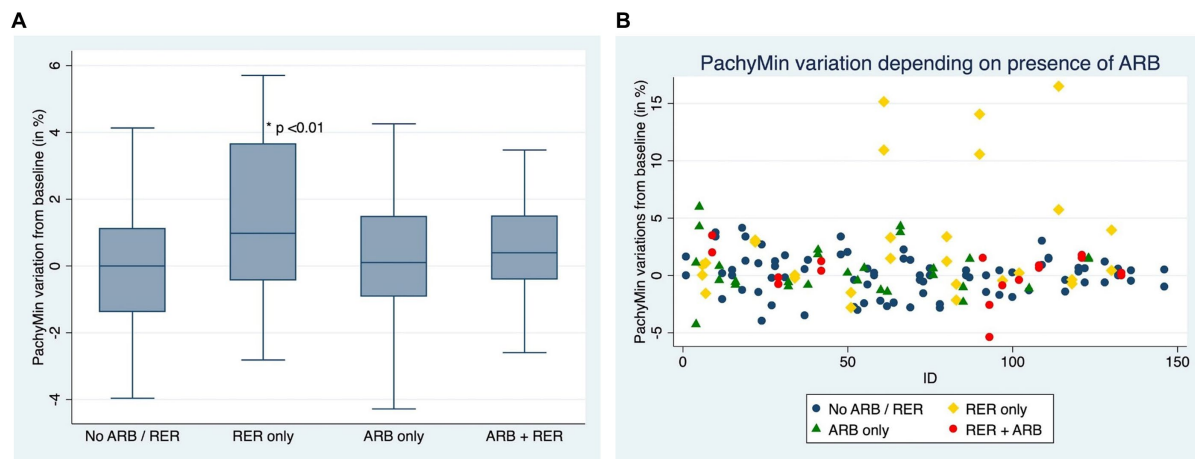 A
PachyMin variation from baseline (in %)
6
4
2
0
-2
-4
* p <0.01
No ARB / RER
RER only
ARB only
ARB + RER
B
PachyMin variation depending on presence of ARB
PachyMin variations from baseline (in %)
15
10
5
0
-5
0
50
100
150
ID
No ARB / RER
RER only
ARB only
RER + ARB